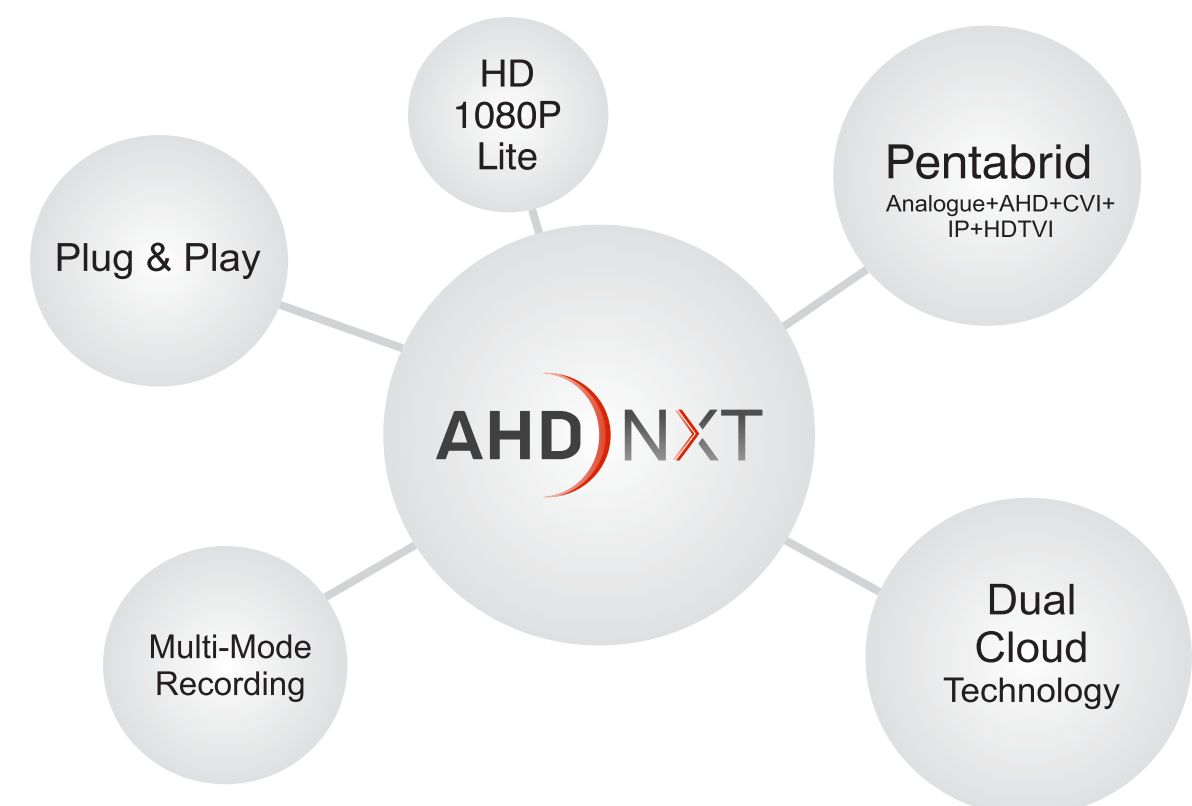 HD
1080P
Lite
Pentabrid
Analogue+AHD+CVI+
IP+HDTVI
Plug & Play
AHD NXT
Multi-Mode
Recording
Dual
Cloud
Technology